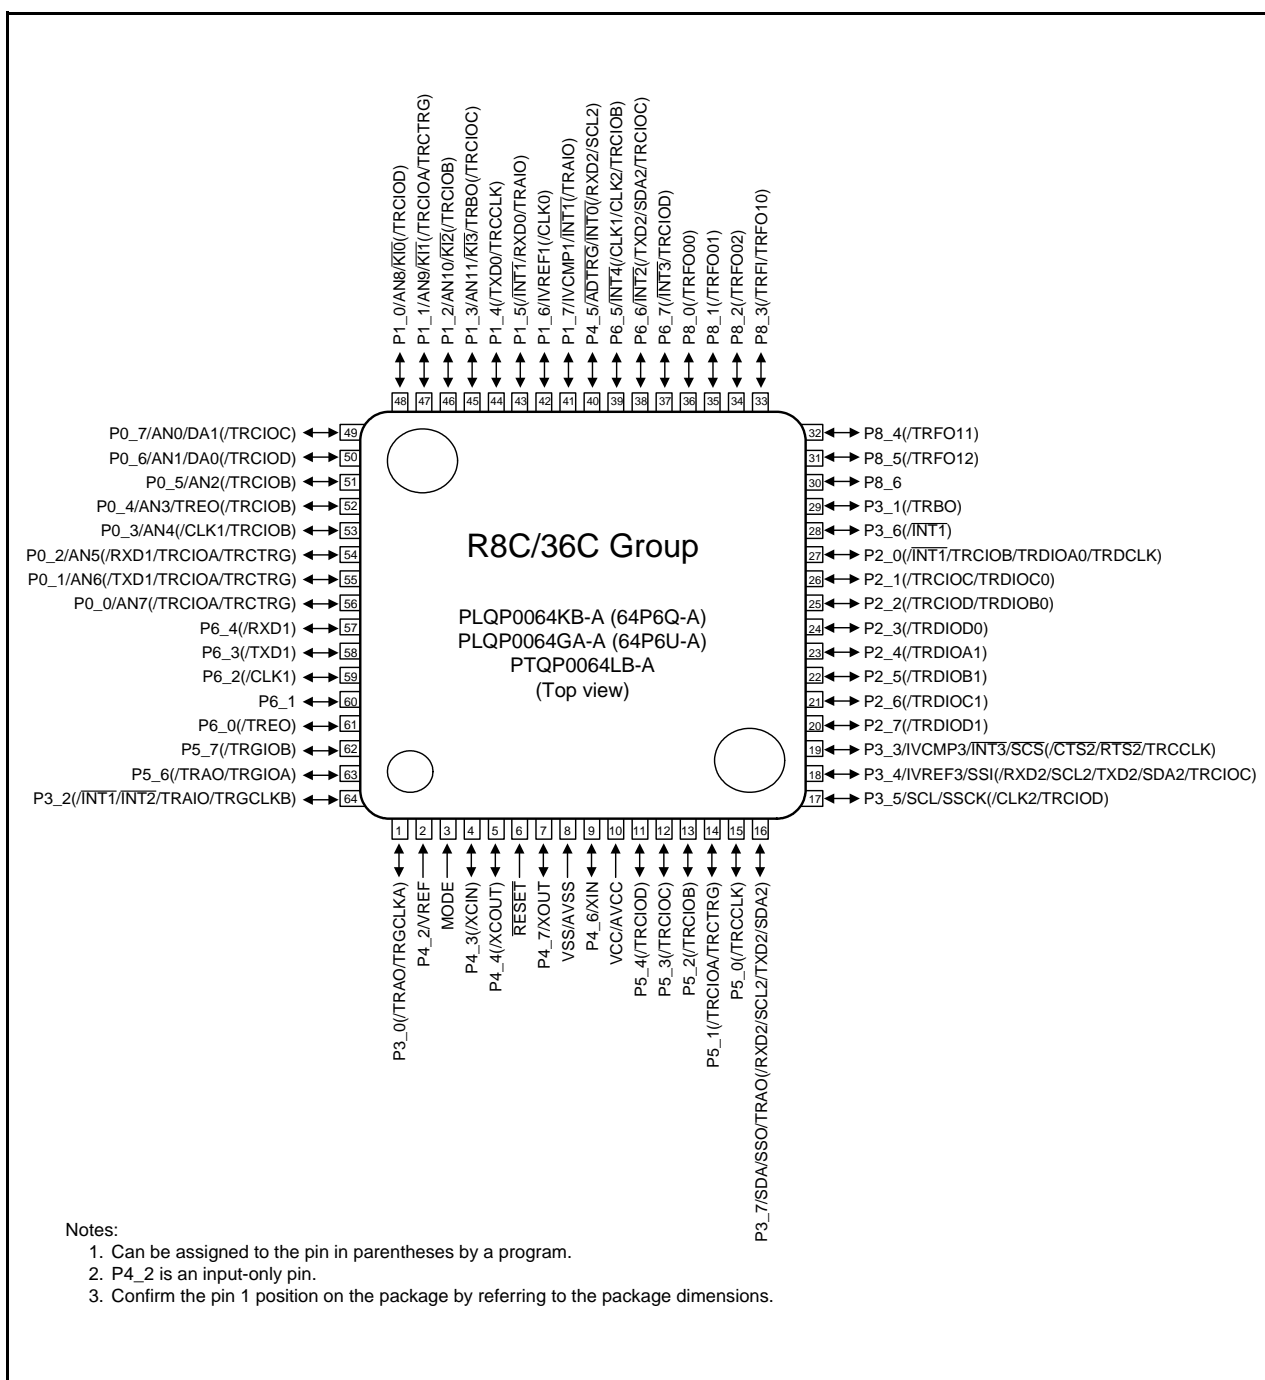 P1_0/AN8/KI0(/TRCIOD)
P1_1/AN9/KI1(/TRCIOA/TRCTRG)
P1_2/AN10/KI2(/TRCIOB)
P1_3/AN11/KI3/TRBO(/TRCIOC)
P1_4(/TXD0/TRCCLK)
P1_5(/INT1/RXD0/TRAIO)
P1_6/IVREF1(/CLK0)
P1_7/IVCMP1/INT1(/TRAIO)
P4_5/ADTRG/INT0(/RXD2/SCL2)
P6_5/INT4(/CLK1/CLK2/TRCIOB)
P6_6/INT2(/TXD2/SDA2/TRCIOC)
P6_7(/INT3/TRCIOD)
P8_0(/TRFO00)
P8_1(/TRFO01)
P8_2(/TRFO02)
P8_3(/TRFI/TRFO10)
48 47 46 45 44 43 42 41 40 39 38 37 36 35 34 33
P0_7/AN0/DA1(/TRCIOC) 49
P0_6/AN1/DA0(/TRCIOD) 50
P0_5/AN2(/TRCIOB) 51
P0_4/AN3/TREO(/TRCIOB) 52
P0_3/AN4(/CLK1/TRCIOB) 53
P0_2/AN5(/RXD1/TRCIOA/TRCTRG) 54
P0_1/AN6(/TXD1/TRCIOA/TRCTRG) 55
P0_0/AN7(/TRCIOA/TRCTRG) 56
P6_4(/RXD1) 57
P6_3(/TXD1) 58
P6_2(/CLK1) 59
P6_1 60
P6_0(/TREO) 61
P5_7(/TRGIOB) 62
P5_6(/TRAO/TRGIOA) 63
P3_2(/INT1/INT2/TRAIO/TRGCLKB) 64
R8C/36C Group
PLQP0064KB-A (64P6Q-A)
PLQP0064GA-A (64P6U-A)
PTQP0064LB-A
(Top view)
32 P8_4(/TRFO11)
31 P8_5(/TRFO12)
30 P8_6
29 P3_1(/TRBO)
28 P3_6(/INT1)
27 P2_0(/INT1/TRCIOB/TRDIOA0/TRDCLK)
26 P2_1(/TRCIOC/TRDIOC0)
25 P2_2(/TRCIOD/TRDIOB0)
24 P2_3(/TRDIOD0)
23 P2_4(/TRDIOA1)
22 P2_5(/TRDIOB1)
21 P2_6(/TRDIOC1)
20 P2_7(/TRDIOD1)
19 P3_3/IVCMP3/INT3/SCS(/CTS2/RTS2/TRCCLK)
18 P3_4/IVREF3/SSI(/RXD2/SCL2/TXD2/SDA2/TRCIOC)
17 P3_5/SCL/SSCK(/CLK2/TRCIOD)
1 2 3 4 5 6 7 8 9 10 11 12 13 14 15 16
P3_0(/TRAO/TRGCLKA)
P4_2/VREF
MODE
P4_3(/XCIN)
P4_4(/XCOUT)
RESET
P4_7/XOUT
VSS/AVSS
P4_6/XIN
VCC/AVCC
P5_4(/TRCIOD)
P5_3(/TRCIOC)
P5_2(/TRCIOB)
P5_1(/TRCIOA/TRCTRG)
P5_0(/TRCCLK)
P3_7/SDA/SSO/TRAO(/RXD2/SCL2/TXD2/SDA2)
Notes:
1. Can be assigned to the pin in parentheses by a program.
2. P4_2 is an input-only pin.
3. Confirm the pin 1 position on the package by referring to the package dimensions.